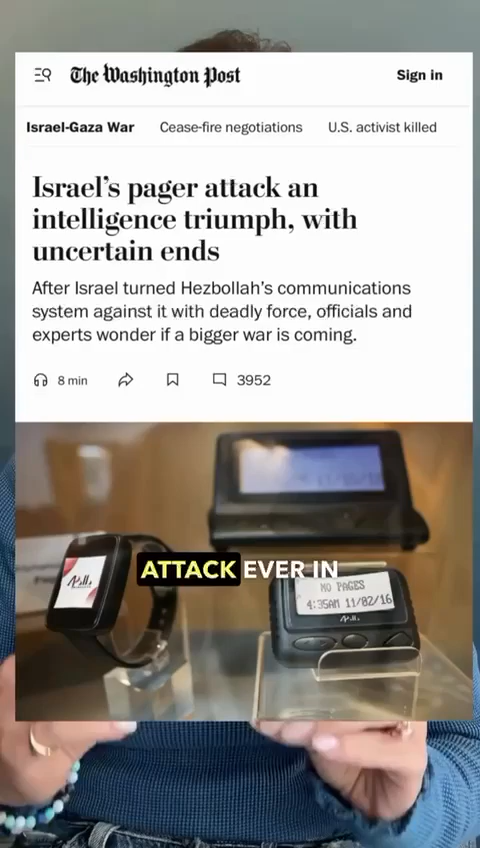 The Washington Post
Sign in
Israel-Gaza War Cease-fire negotiations U.S. activist killed
Israel's pager attack an
intelligence triumph, with
uncertain ends
After Israel turned Hezbollah's communications
system against it with deadly force, officials and
experts wonder if a bigger war is coming.
8 min
3952
ATTACK EVER IN
NO PAGES
4:35AM 11/02/16